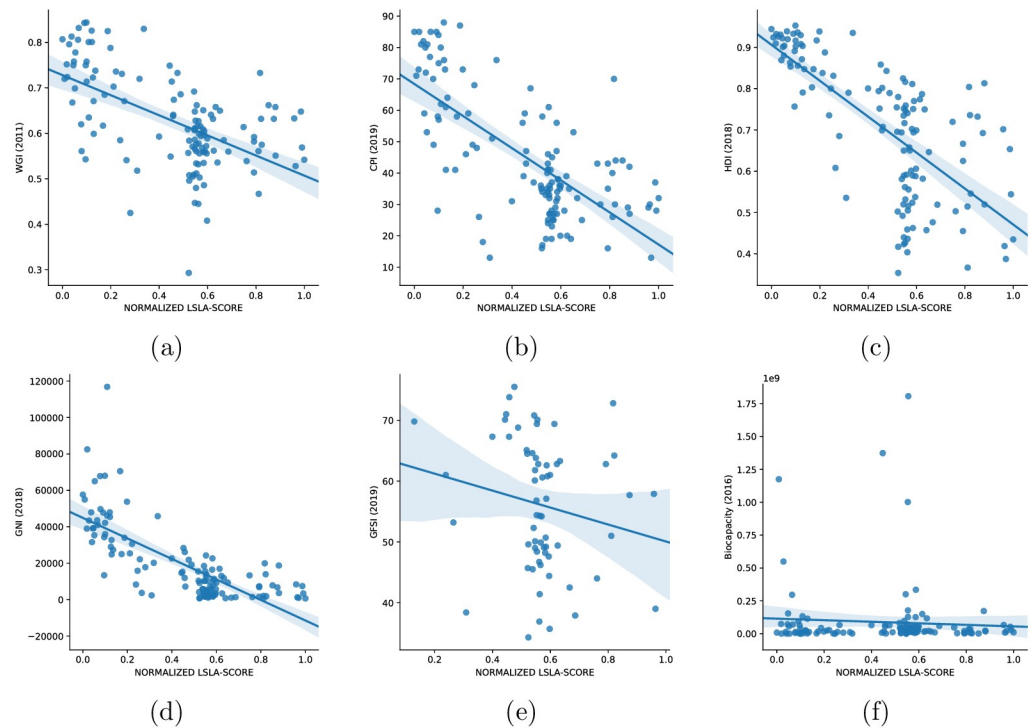 WGI (2011)
0.8
0.7
0.6
0.5
0.4
0.3
0.0 0.2 0.4 0.6 0.8 1.0
NORMALIZED LSLA-SCORE
(a)
CPI (2019)
90
80
70
60
50
40
30
20
10
0.0 0.2 0.4 0.6 0.8 1.0
NORMALIZED LSLA-SCORE
(b)
HDI (2018)
0.9
0.8
0.7
0.6
0.5
0.4
0.0 0.2 0.4 0.6 0.8 1.0
NORMALIZED LSLA-SCORE
(c)
GNI (2018)
120000
100000
80000
60000
40000
20000
0
−20000
0.0 0.2 0.4 0.6 0.8 1.0
NORMALIZED LSLA-SCORE
(d)
GFSI (2019)
70
60
50
40
0.2 0.4 0.6 0.8 1.0
NORMALIZED LSLA-SCORE
(e)
1e9
Biocapacity (2016)
1.75
1.50
1.25
1.00
0.75
0.50
0.25
0.00
0.0 0.2 0.4 0.6 0.8 1.0
NORMALIZED LSLA-SCORE
(f)